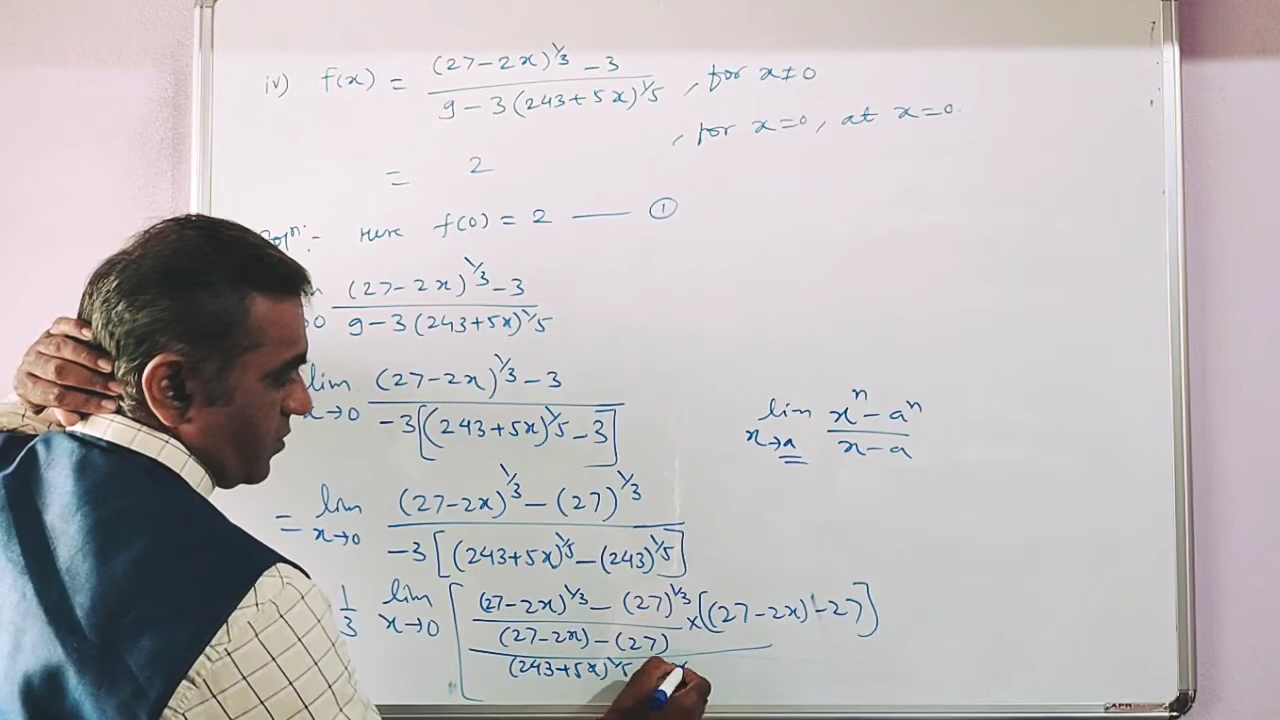 iv) f(x) = (27-2x)^1/3 - 3 / 9 - 3(243+5x)^1/5 , for x≠0
= 2 , for x=0, at x=0.
Solⁿ:- Here f(0) = 2 —— ①
(27-2x)^1/3 - 3 / 9 - 3(243+5x)^1/5
lim x→0 (27-2x)^1/3 - 3 / -3[(243+5x)^1/5 - 3]
lim x→a xⁿ - aⁿ / x - a
= lim x→0 (27-2x)^1/3 - (27)^1/3 / -3[(243+5x)^1/5 - (243)^1/5]
1/3 lim x→0 [ (27-2x)^1/3 - (27)^1/3 / (27-2x) - (27) × [(27-2x) - 27]
(243+5x)^1/5